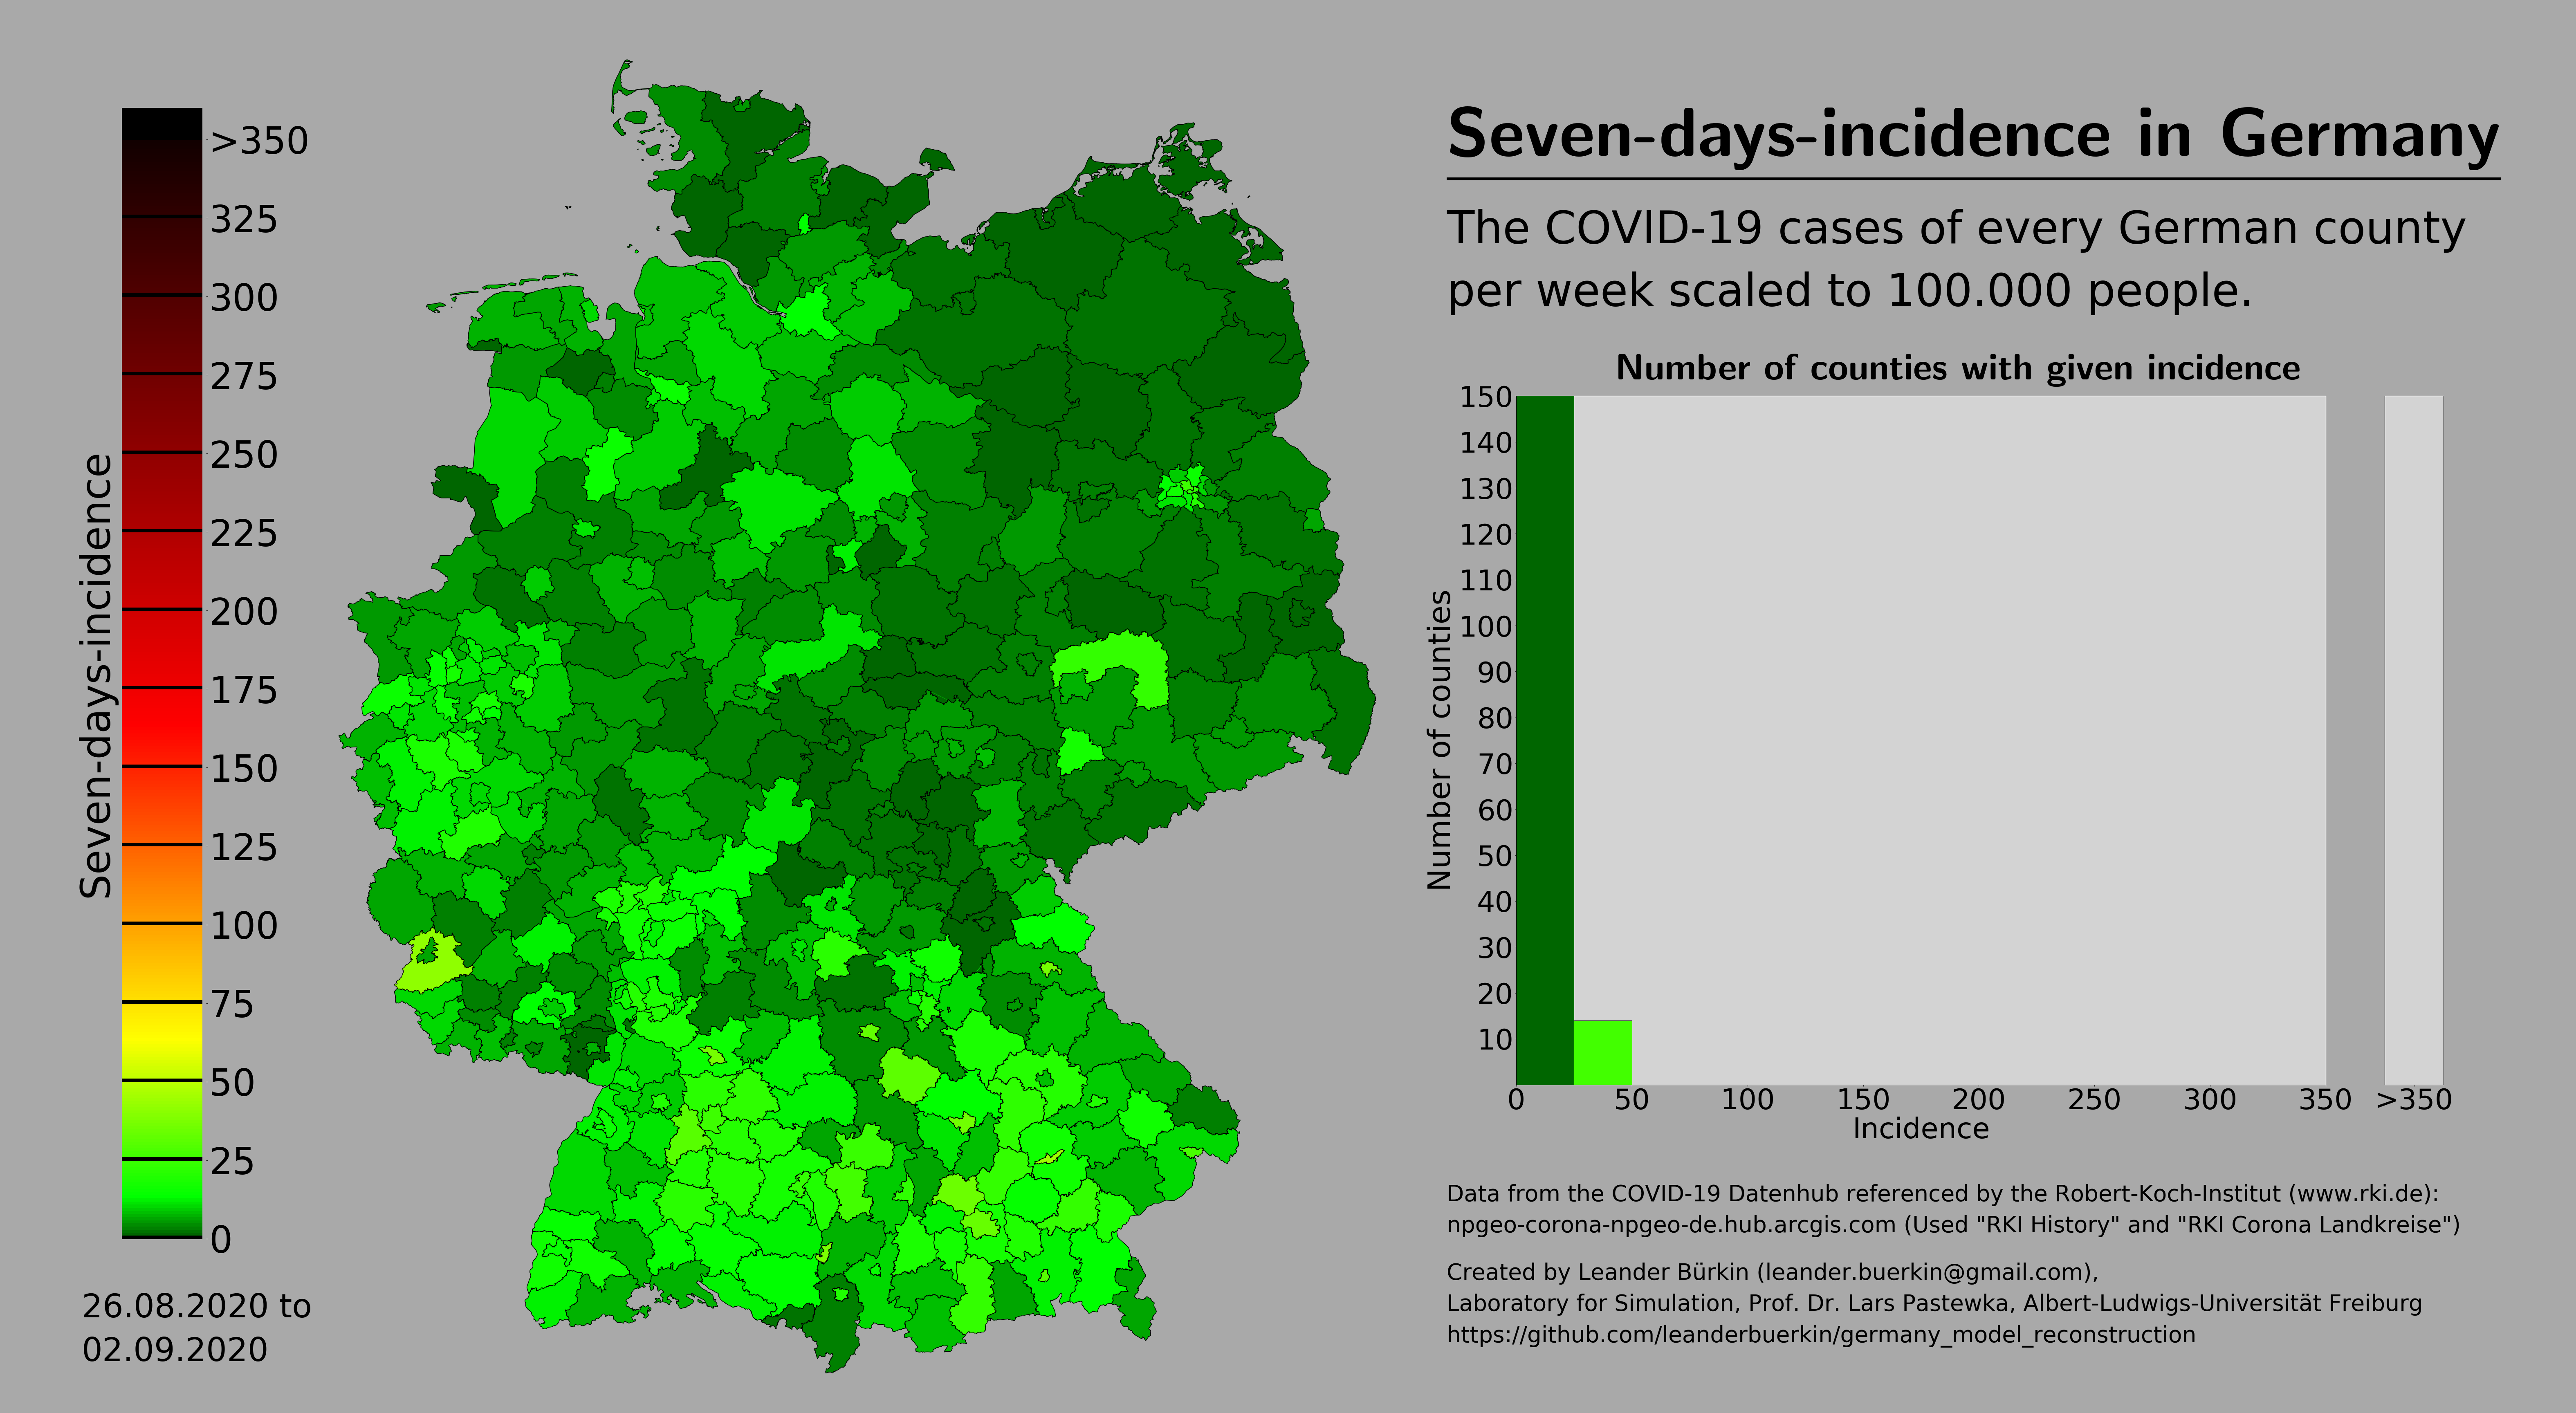 Seven-days-incidence
>350
325
300
275
250
225
200
175
150
125
100
75
50
25
0
26.08.2020 to
02.09.2020
Seven-days-incidence in Germany
The COVID-19 cases of every German county
per week scaled to 100.000 people.
Number of counties with given incidence
Number of counties
150
140
130
120
110
100
90
80
70
60
50
40
30
20
10
0 50 100 150 200 250 300 350 >350
Incidence
Data from the COVID-19 Datenhub referenced by the Robert-Koch-Institut (www.rki.de):
npgeo-corona-npgeo-de.hub.arcgis.com (Used "RKI History" and "RKI Corona Landkreise")
Created by Leander Bürkin (leander.buerkin@gmail.com),
Laboratory for Simulation, Prof. Dr. Lars Pastewka, Albert-Ludwigs-Universität Freiburg
https://github.com/leanderbuerkin/germany_model_reconstruction